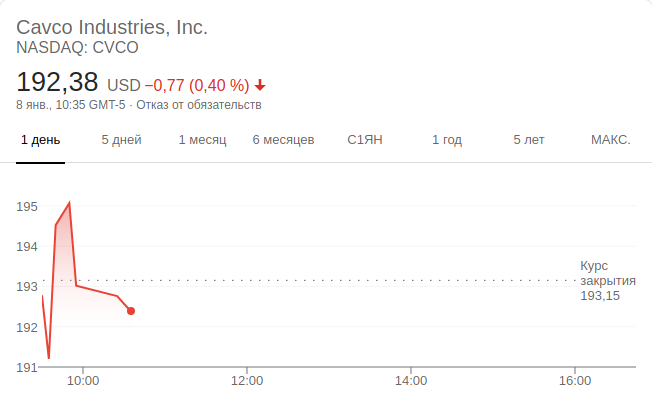 Cavco Industries, Inc.
NASDAQ: CVCO
192,38 USD −0,77 (0,40 %)
8 янв., 10:35 GMT-5 · Отказ от обязательств
1 день 5 дней 1 месяц 6 месяцев С1ЯН 1 год 5 лет МАКС.
195
194
193
192
191
Курс
закрытия
193,15
10:00 12:00 14:00 16:00